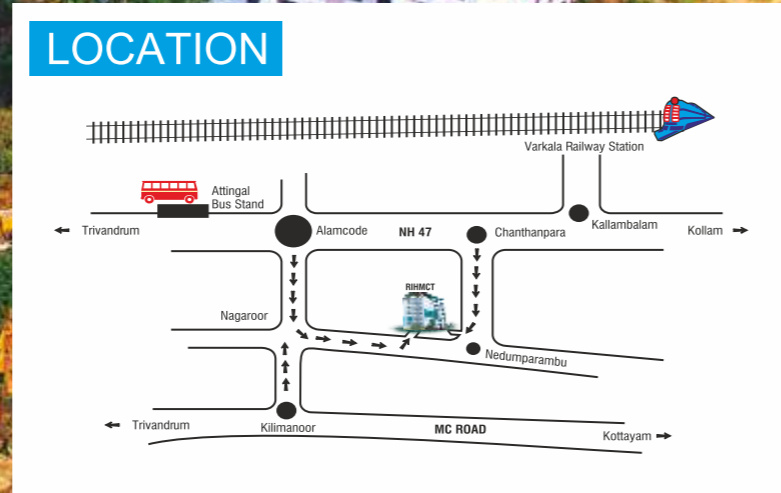 LOCATION
Varkala Railway Station
Attingal
Bus Stand
Trivandrum
Alamcode
NH 47
Chanthanpara
Kallambalam
Kollam
RIHMCT
Nagaroor
Nedumparambu
Trivandrum
Kilimanoor
MC ROAD
Kottayam